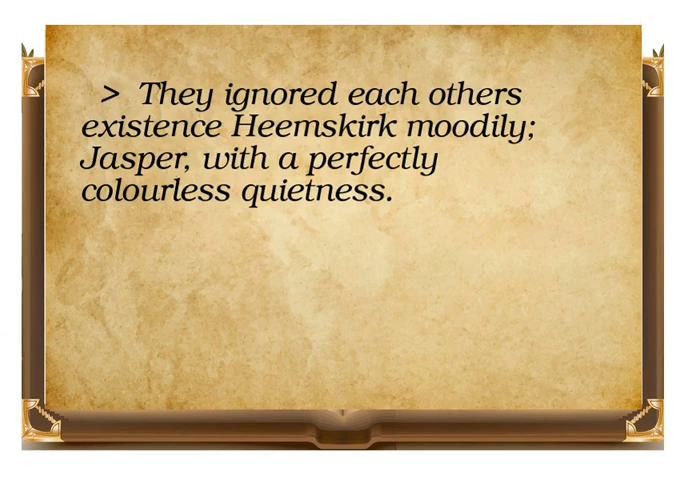 > They ignored each others
existence Heemskirk moodily;
Jasper, with a perfectly
colourless quietness.